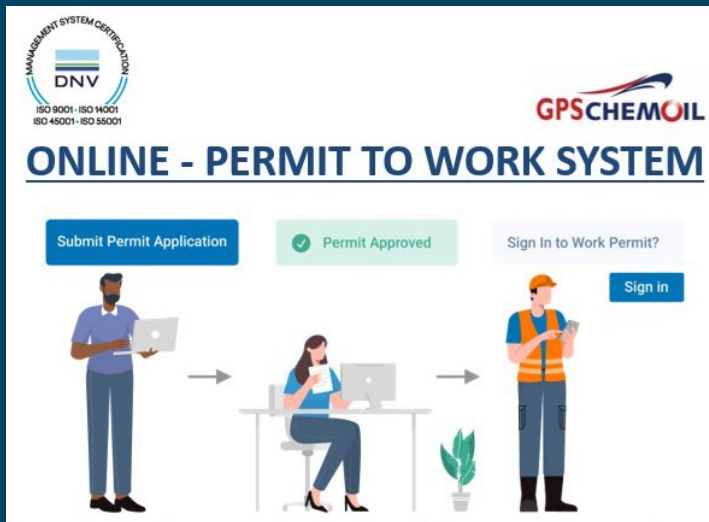 MANAGEMENT SYSTEM CERTIFICATION
DNV
ISO 9001 • ISO 14001
ISO 45001 • ISO 55001
GPSCHEMOIL
ONLINE - PERMIT TO WORK SYSTEM
Submit Permit Application
Permit Approved
Sign In to Work Permit?
Sign in